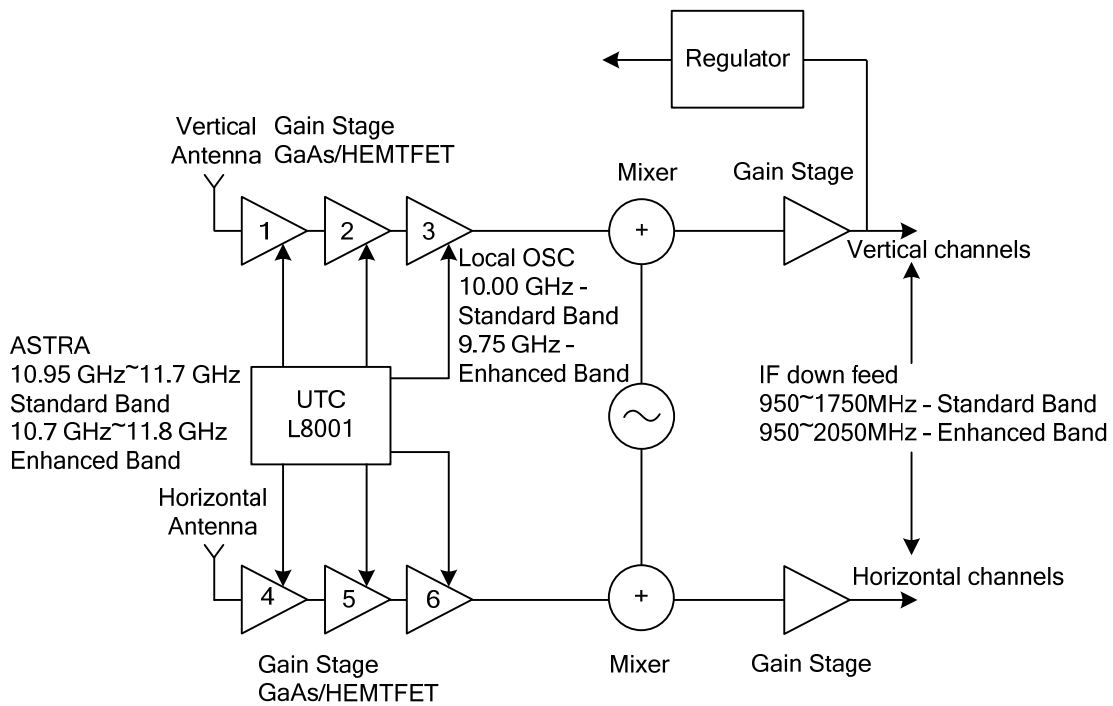 Regulator
Vertical
Antenna
Gain Stage
GaAs/HEMTFET
Mixer
Gain Stage
1
2
3
+
Vertical channels
Local OSC
10.00 GHz -
Standard Band
9.75 GHz -
Enhanced Band
ASTRA
10.95 GHz~11.7 GHz
Standard Band
10.7 GHz~11.8 GHz
Enhanced Band
UTC
L8001
IF down feed
950~1750MHz - Standard Band
950~2050MHz - Enhanced Band
Horizontal
Antenna
4
5
6
+
Horizontal channels
Gain Stage
GaAs/HEMTFET
Mixer
Gain Stage